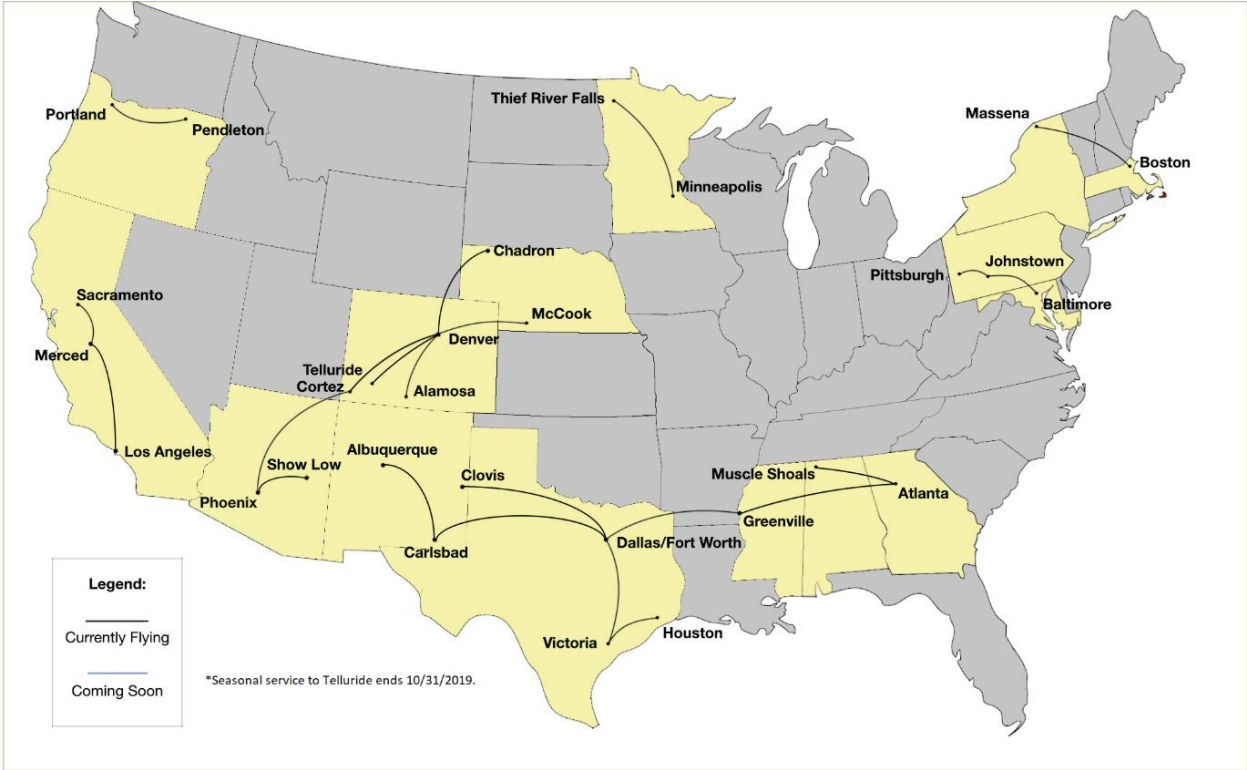 Thief River Falls
Massena
Portland
Pendleton
Boston
Minneapolis
Chadron
Johnstown
Pittsburgh
Sacramento
Baltimore
McCook
Denver
Merced
Telluride
Cortez
Alamosa
Los Angeles
Albuquerque
Show Low
Clovis
Muscle Shoals
Atlanta
Phoenix
Greenville
Carlsbad
Dallas/Fort Worth
Houston
Victoria
Legend:
Currently Flying
Coming Soon
*Seasonal service to Telluride ends 10/31/2019.